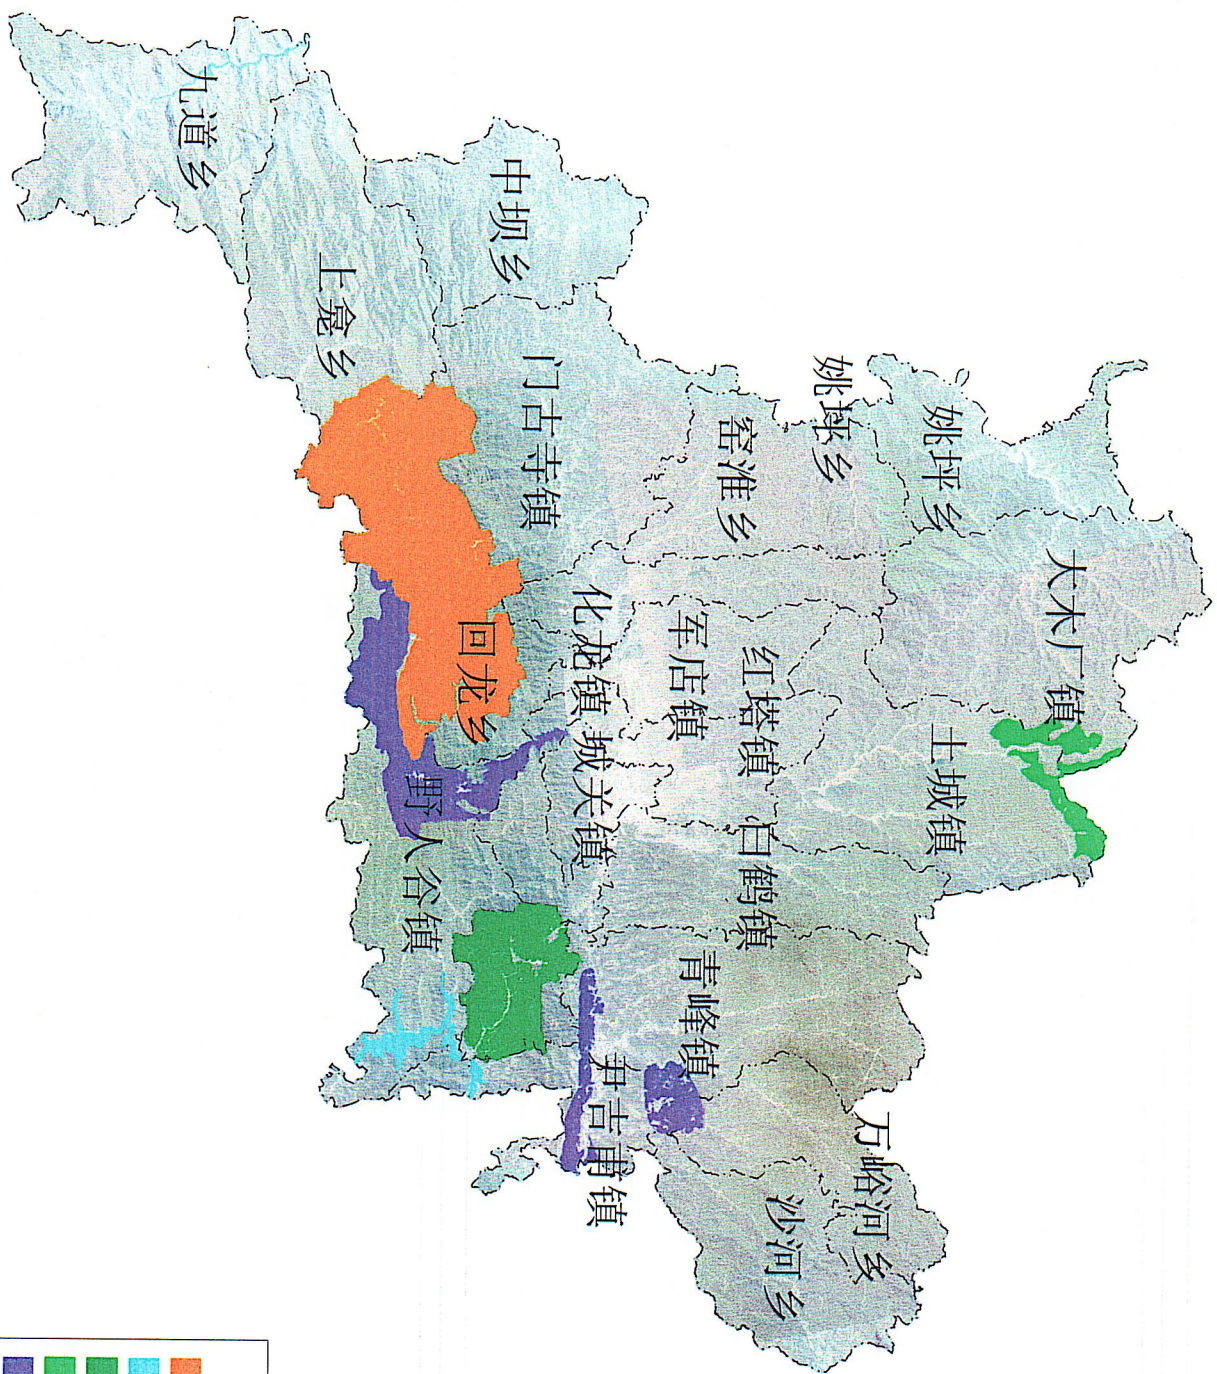 大木厂镇
姚坪乡
土城镇
万峪河乡
姚坪乡
沙河乡
窑淮乡
红塔镇
白鹤镇
军店镇
青峰镇
化龙镇
城关镇
尹吉甫镇
门古寺镇
中坝乡
回龙乡
野人谷镇
上龛乡
九道乡